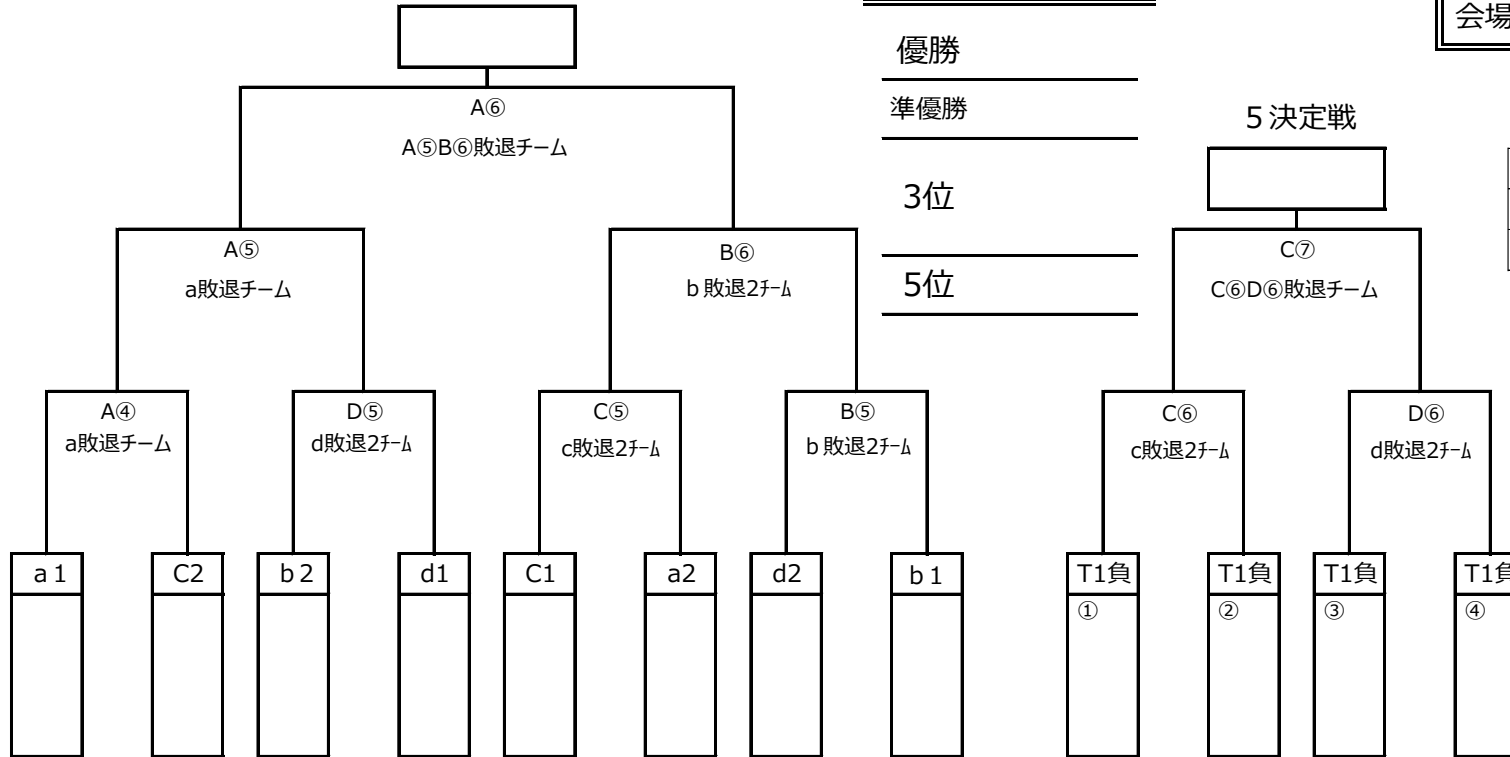 会場
優勝
準優勝
3位
5位
5決定戦
A⑥
A⑤B⑥敗退チーム
A⑤
a敗退チーム
B⑥
b敗退2ﾁｰﾑ
C⑦
C⑥D⑥敗退チーム
A④
a敗退チーム
D⑤
d敗退2ﾁｰﾑ
C⑤
c敗退2ﾁｰﾑ
B⑤
b敗退2ﾁｰﾑ
C⑥
c敗退2ﾁｰﾑ
D⑥
d敗退2ﾁｰﾑ
a1
C2
b2
d1
C1
a2
d2
b1
T1負
①
T1負
②
T1負
③
T1負
④